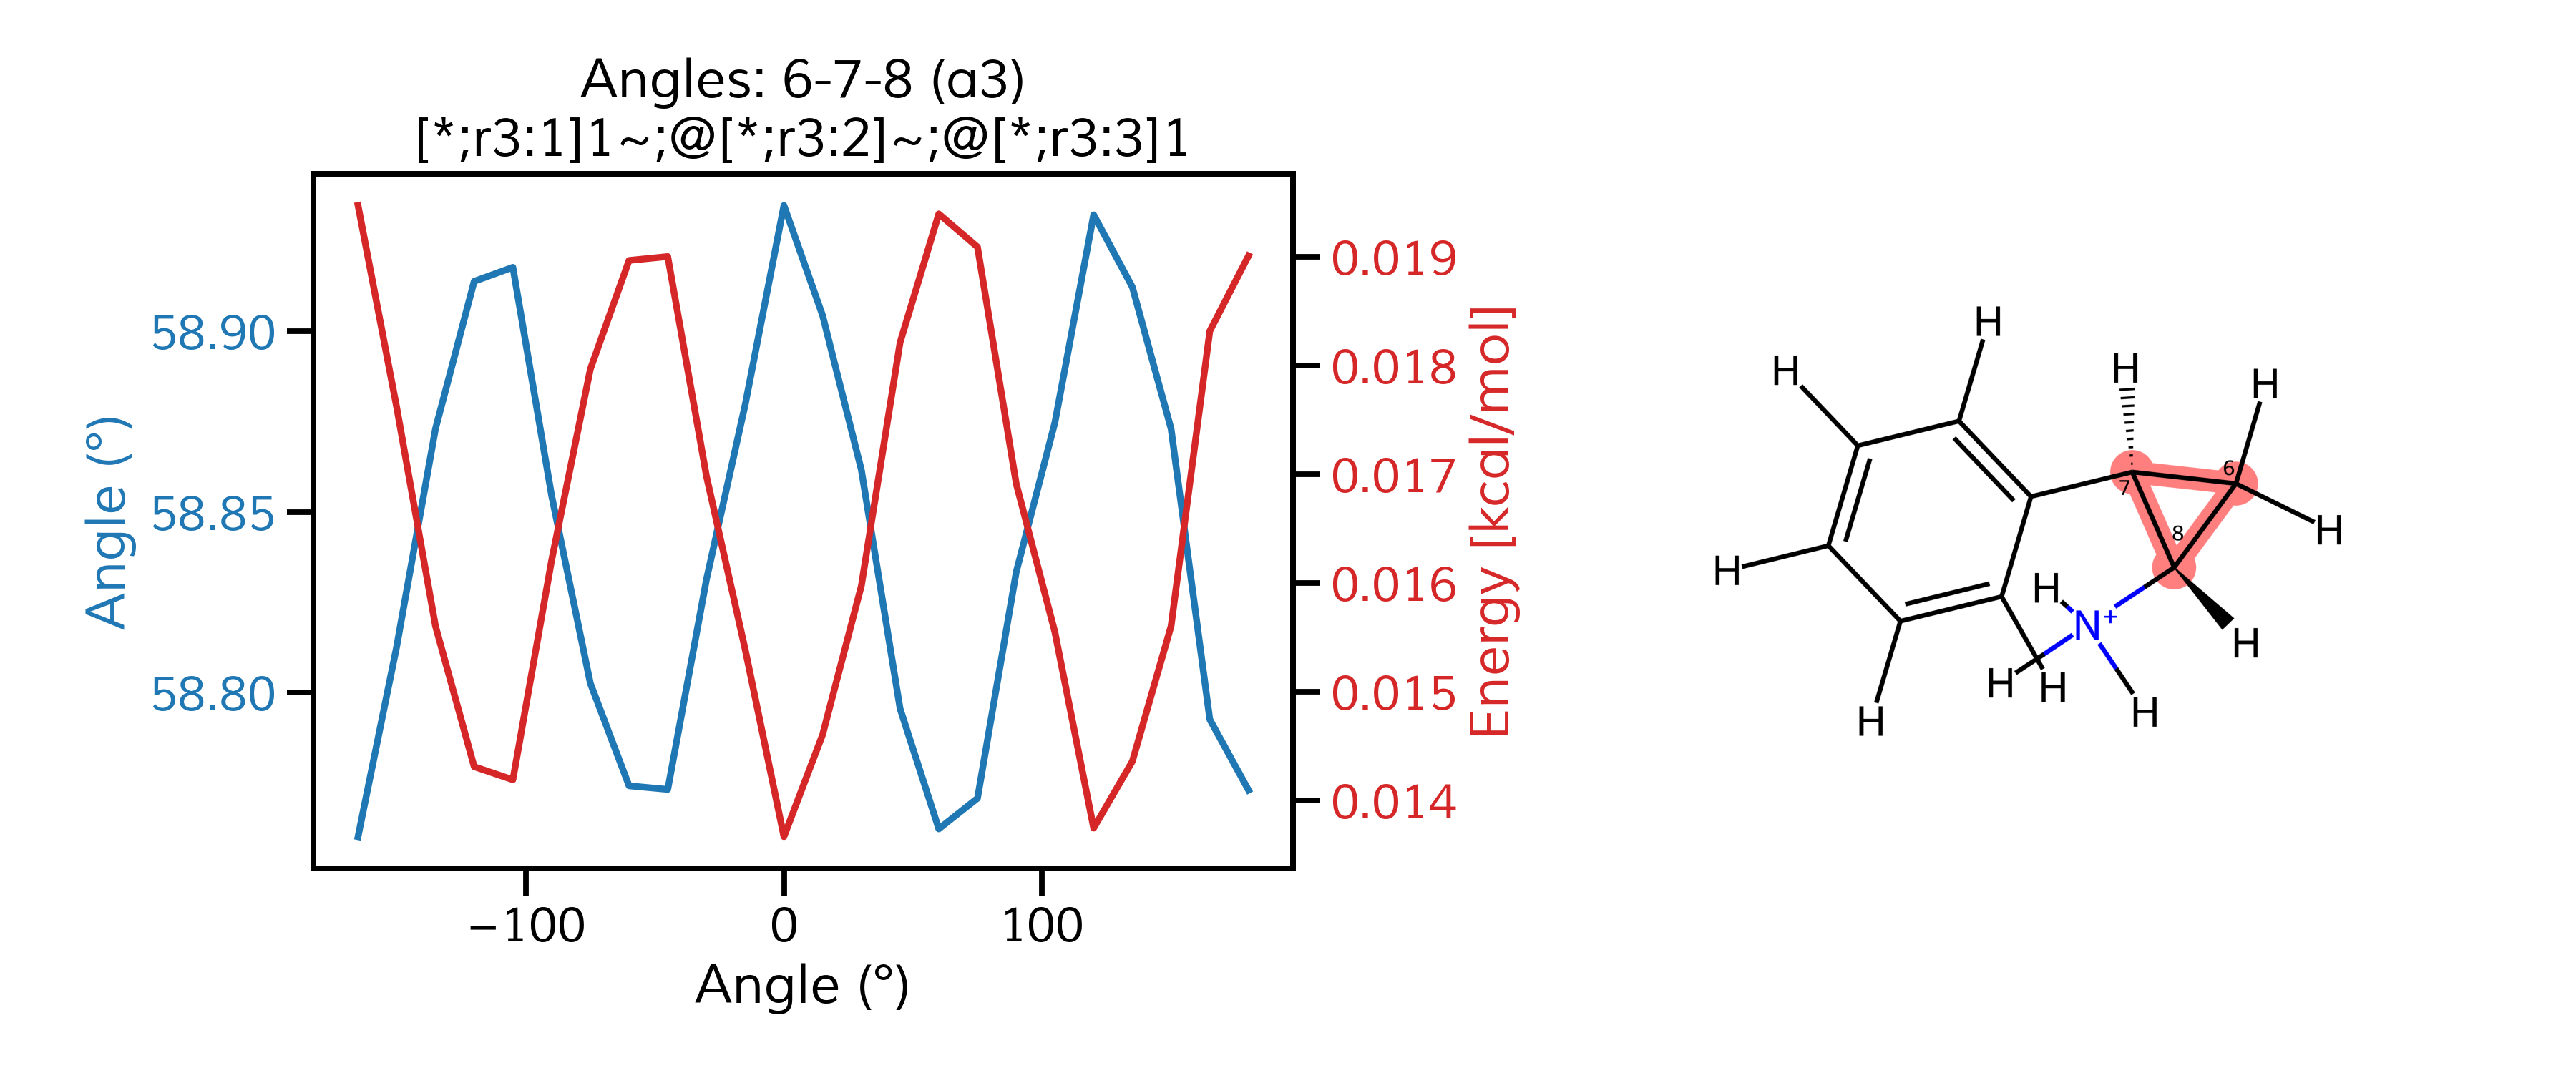 Angles: 6-7-8 (a3)
[*;r3:1]1~;@[*;r3:2]~;@[*;r3:3]1
Angle (°)
58.90
58.85
58.80
−100
0
100
Angle (°)
0.019
0.018
0.017
0.016
0.015
0.014
Energy [kcal/mol]
H
H
H
H
6
7
H
8
H
H
N+
H
H
H
H
H